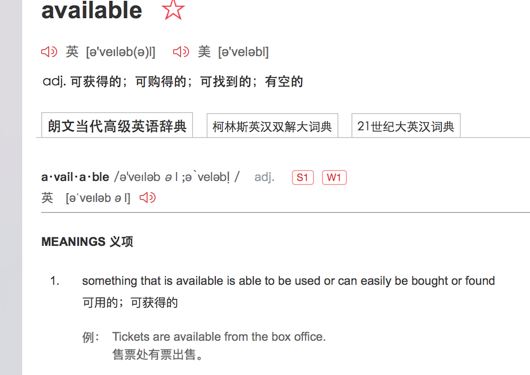 available
英 [ə'veɪləb(ə)l] 美 [ə'veləbl]
adj. 可获得的；可购得的；可找到的；有空的
朗文当代高级英语辞典 柯林斯英汉双解大词典 21世纪大英汉词典
a·vail·a·ble /ə'veɪləb ə l ;əˋveləbḷ / adj. S1 W1
英 [əˈveɪləb ə l]
MEANINGS 义项
1. something that is available is able to be used or can easily be bought or found
可用的；可获得的
例： Tickets are available from the box office.
售票处有票出售。